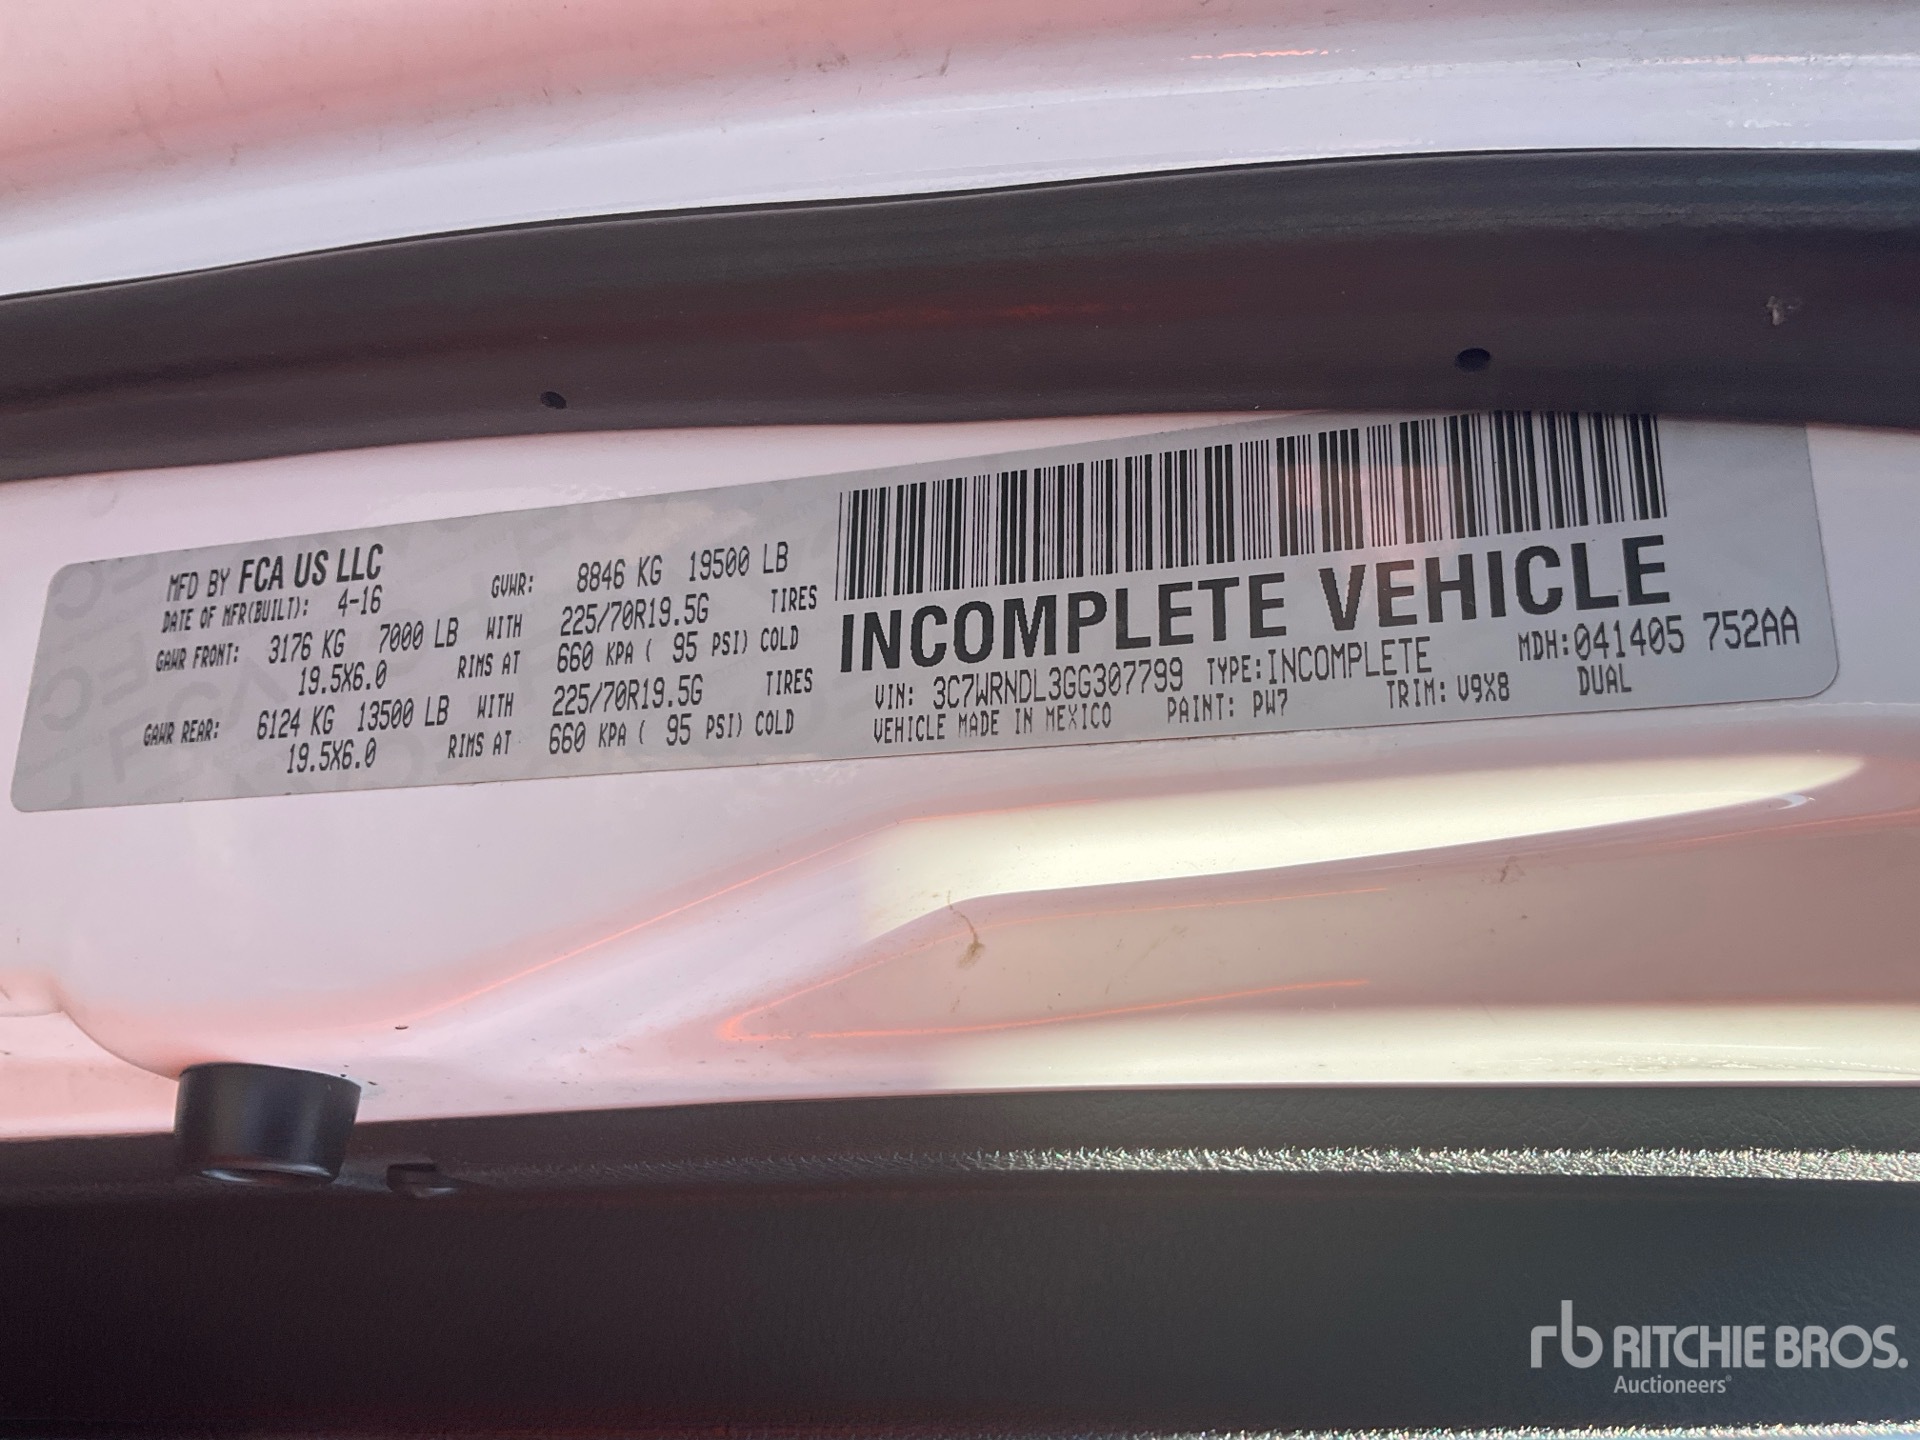 MFD BY FCA US LLC
DATE OF MFR(BUILT): 4-16 GVWR: 8846 KG 19500 LB
GAWR FRONT: 3176 KG 7000 LB WITH 225/70R19.5G TIRES
19.5X6.0 RIMS AT 660 KPA ( 95 PSI) COLD
GAWR REAR: 6124 KG 13500 LB WITH 225/70R19.5G TIRES
19.5X6.0 RIMS AT 660 KPA ( 95 PSI) COLD
INCOMPLETE VEHICLE
VIN: 3C7WRNDL3GG307799 TYPE:INCOMPLETE MDH:041405 752AA
VEHICLE MADE IN MEXICO PAINT: PW7 TRIM: V9X8 DUAL
rb RITCHIE BROS.
Auctioneers®